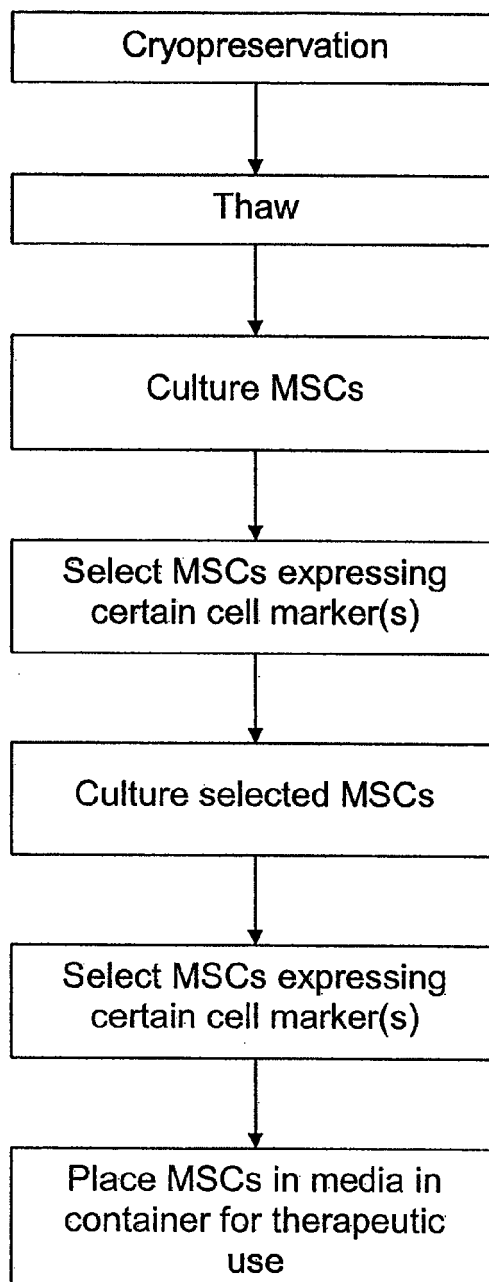 Cryopreservation
Thaw
Culture MSCs
Select MSCs expressing
certain cell marker(s)
Culture selected MSCs
Select MSCs expressing
certain cell marker(s)
Place MSCs in media in
container for therapeutic
use